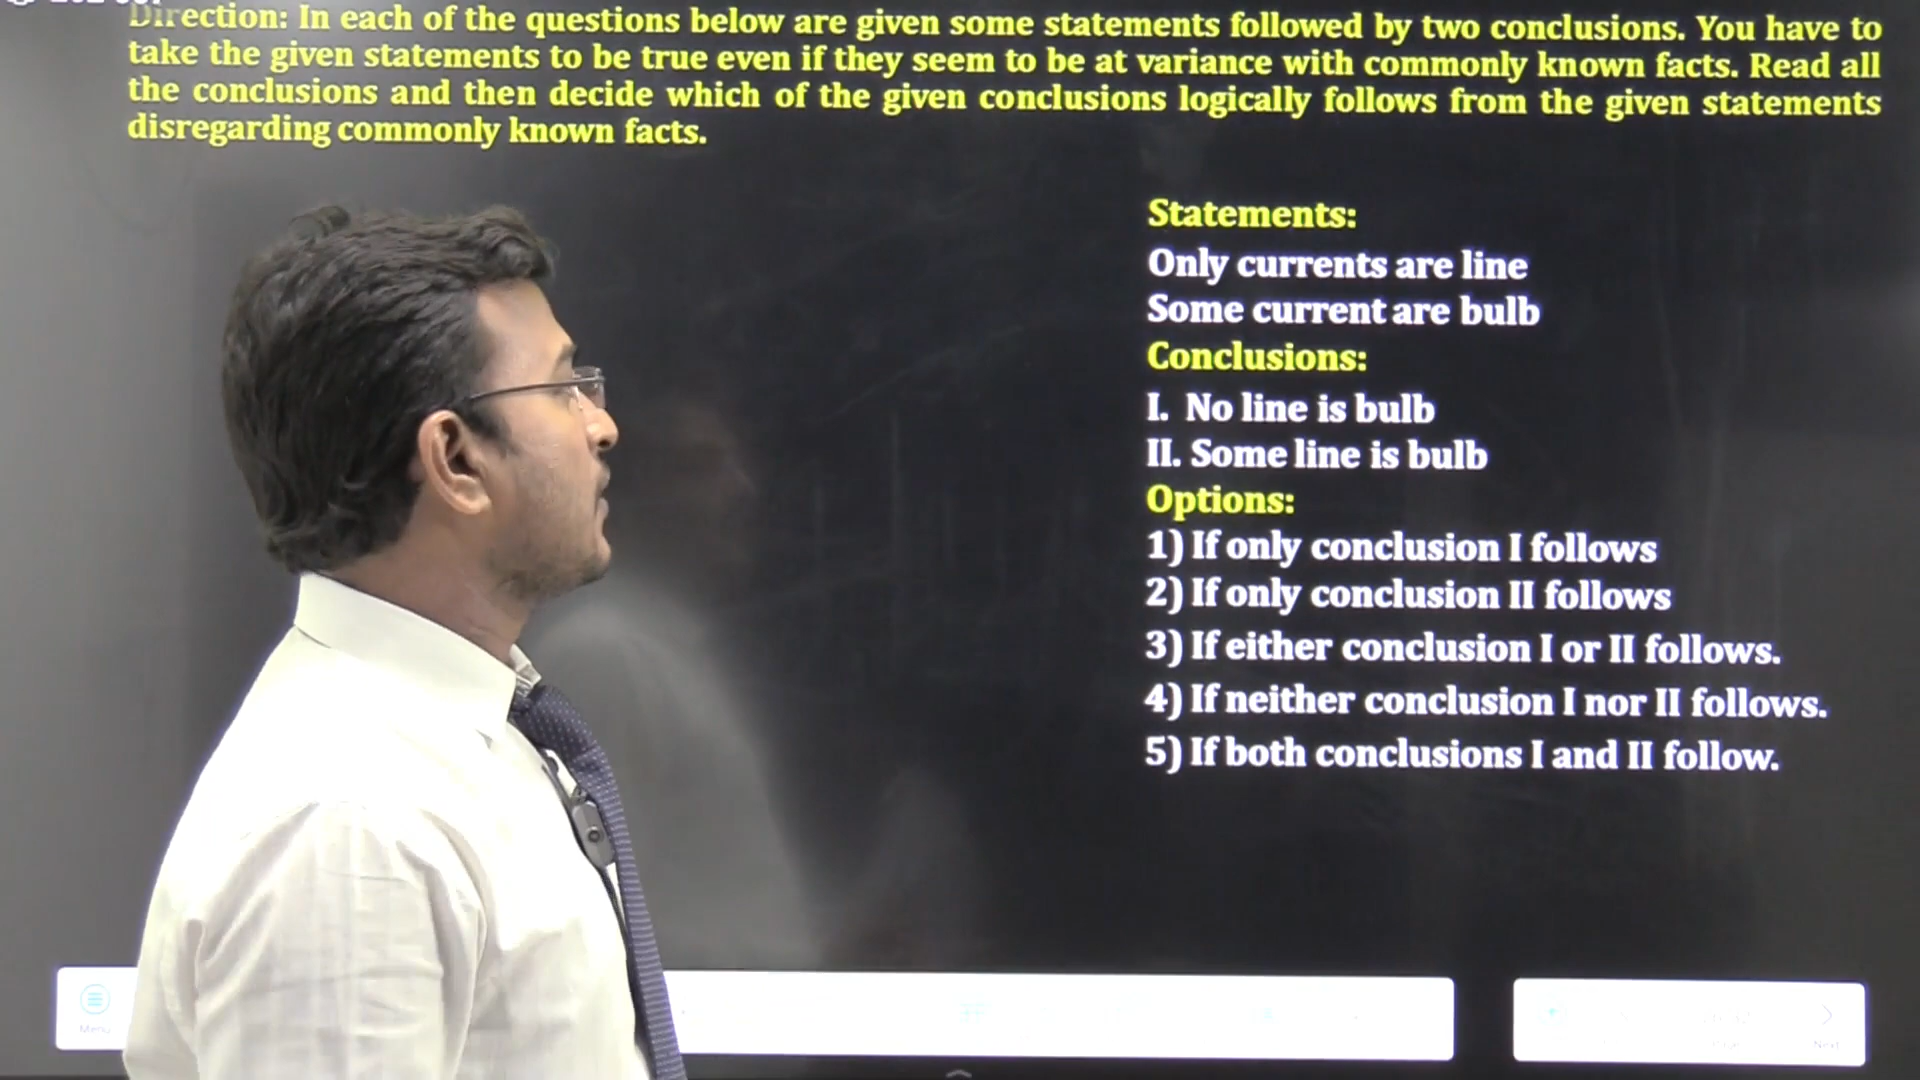 Direction: In each of the questions below are given some statements followed by two conclusions. You have to
take the given statements to be true even if they seem to be at variance with commonly known facts. Read all
the conclusions and then decide which of the given conclusions logically follows from the given statements
disregarding commonly known facts.
Statements:
Only currents are line
Some current are bulb
Conclusions:
I. No line is bulb
II. Some line is bulb
Options:
1) If only conclusion I follows
2) If only conclusion II follows
3) If either conclusion I or II follows.
4) If neither conclusion I nor II follows.
5) If both conclusions I and II follow.
Menu
Next